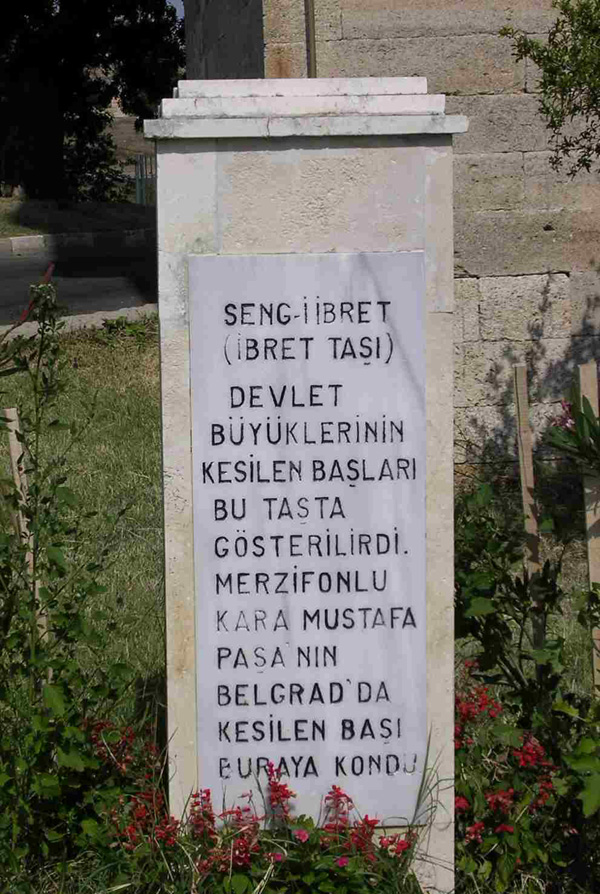 SENG-İ İBRET
(İBRET TAŞI)
DEVLET
BÜYÜKLERİNİN
KESİLEN BAŞLARI
BU TAŞTA
GÖSTERİLİRDİ.
MERZİFONLU
KARA MUSTAFA
PAŞA'NIN
BELGRAD'DA
KESİLEN BAŞI
BURAYA KONDU